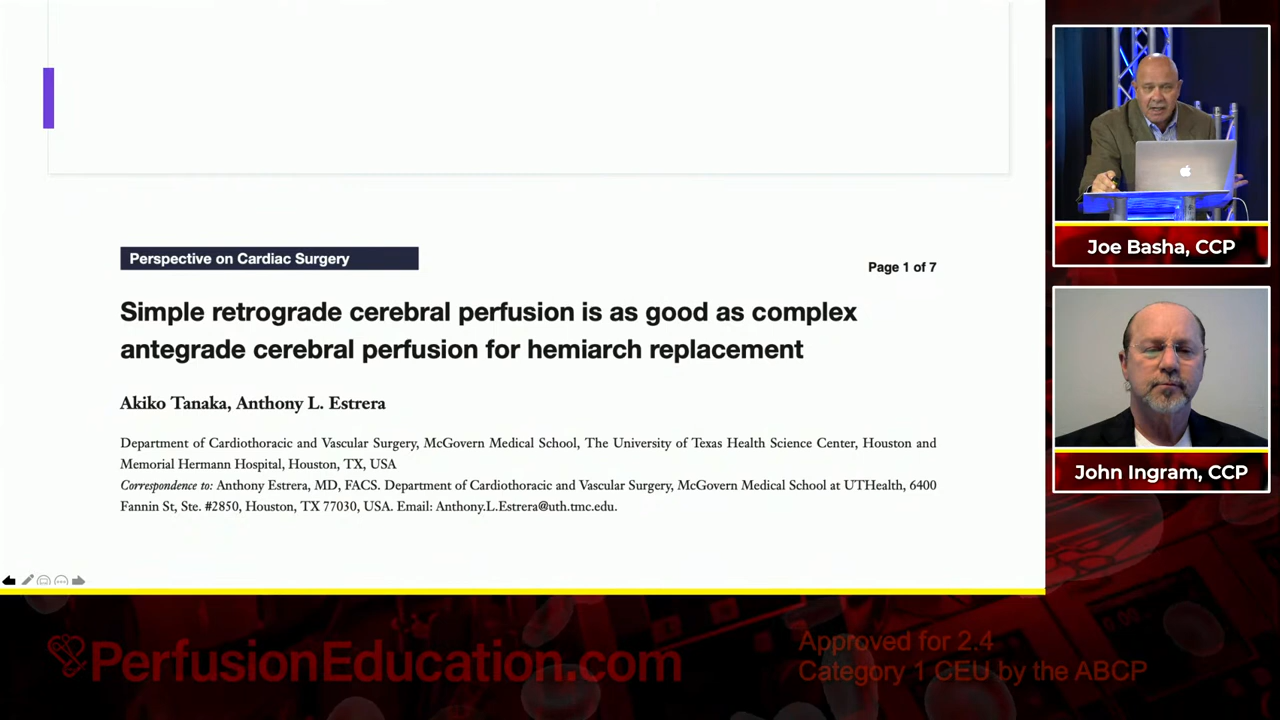 Perspective on Cardiac Surgery
Page 1 of 7
Simple retrograde cerebral perfusion is as good as complex
antegrade cerebral perfusion for hemiarch replacement
Akiko Tanaka, Anthony L. Estrera
Department of Cardiothoracic and Vascular Surgery, McGovern Medical School, The University of Texas Health Science Center, Houston and
Memorial Hermann Hospital, Houston, TX, USA
Correspondence to: Anthony Estrera, MD, FACS. Department of Cardiothoracic and Vascular Surgery, McGovern Medical School at UTHealth, 6400
Fannin St, Ste. #2850, Houston, TX 77030, USA. Email: Anthony.L.Estrera@uth.tmc.edu.
Joe Basha, CCP
John Ingram, CCP
PerfusionEducation.com
Approved for 2.4
Category 1 CEU by the ABCP